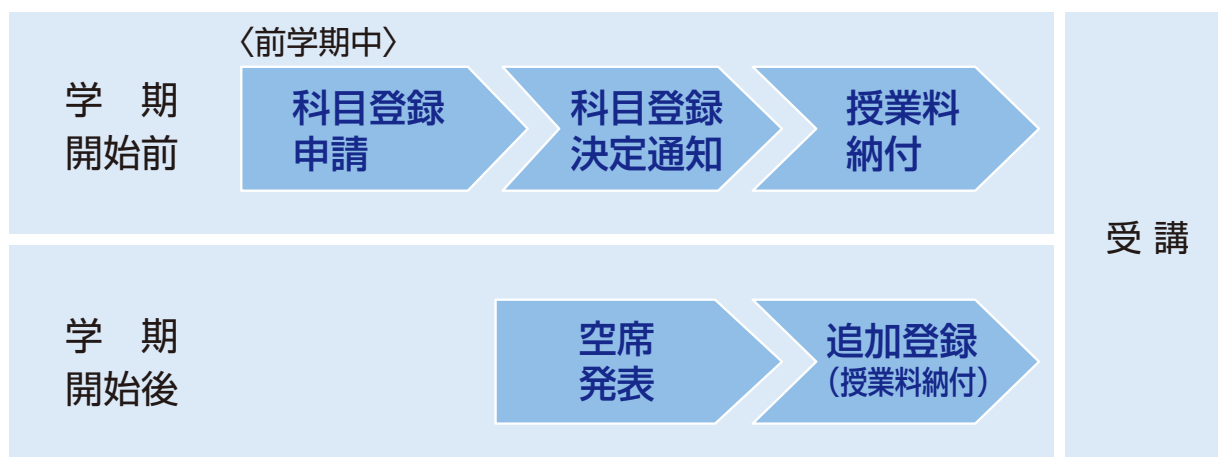 〈前学期中〉
学　期
開始前
科目登録
申請
科目登録
決定通知
授業料
納付
学　期
開始後
空席
発表
追加登録
（授業料納付）
受 講